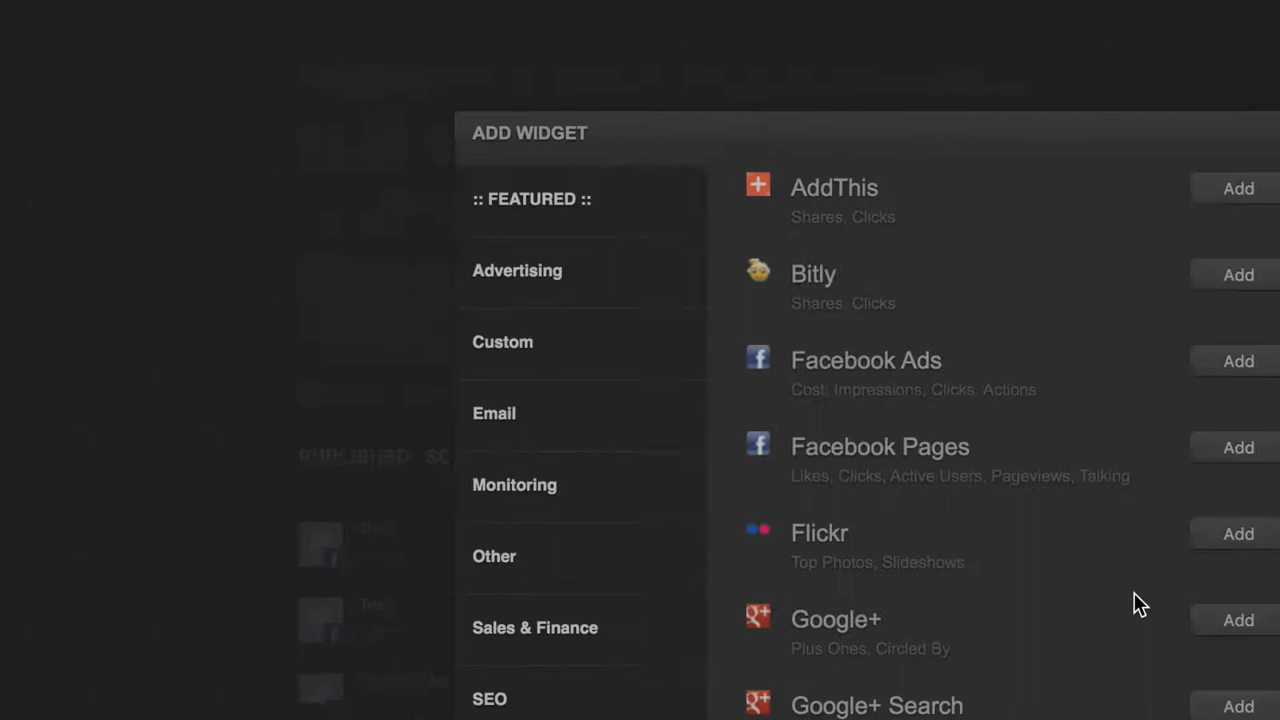 ADD WIDGET
:: FEATURED ::
Advertising
Custom
Email
Monitoring
Other
Sales & Finance
SEO
AddThis
Shares, Clicks
Add
Bitly
Shares, Clicks
Add
Facebook Ads
Cost, Impressions, Clicks, Actions
Add
Facebook Pages
Likes, Clicks, Active Users, Pageviews, Talking
Add
Flickr
Top Photos, Slideshows
Add
Google+
Plus Ones, Circled By
Add
Google+ Search
Add
PUBLISHED